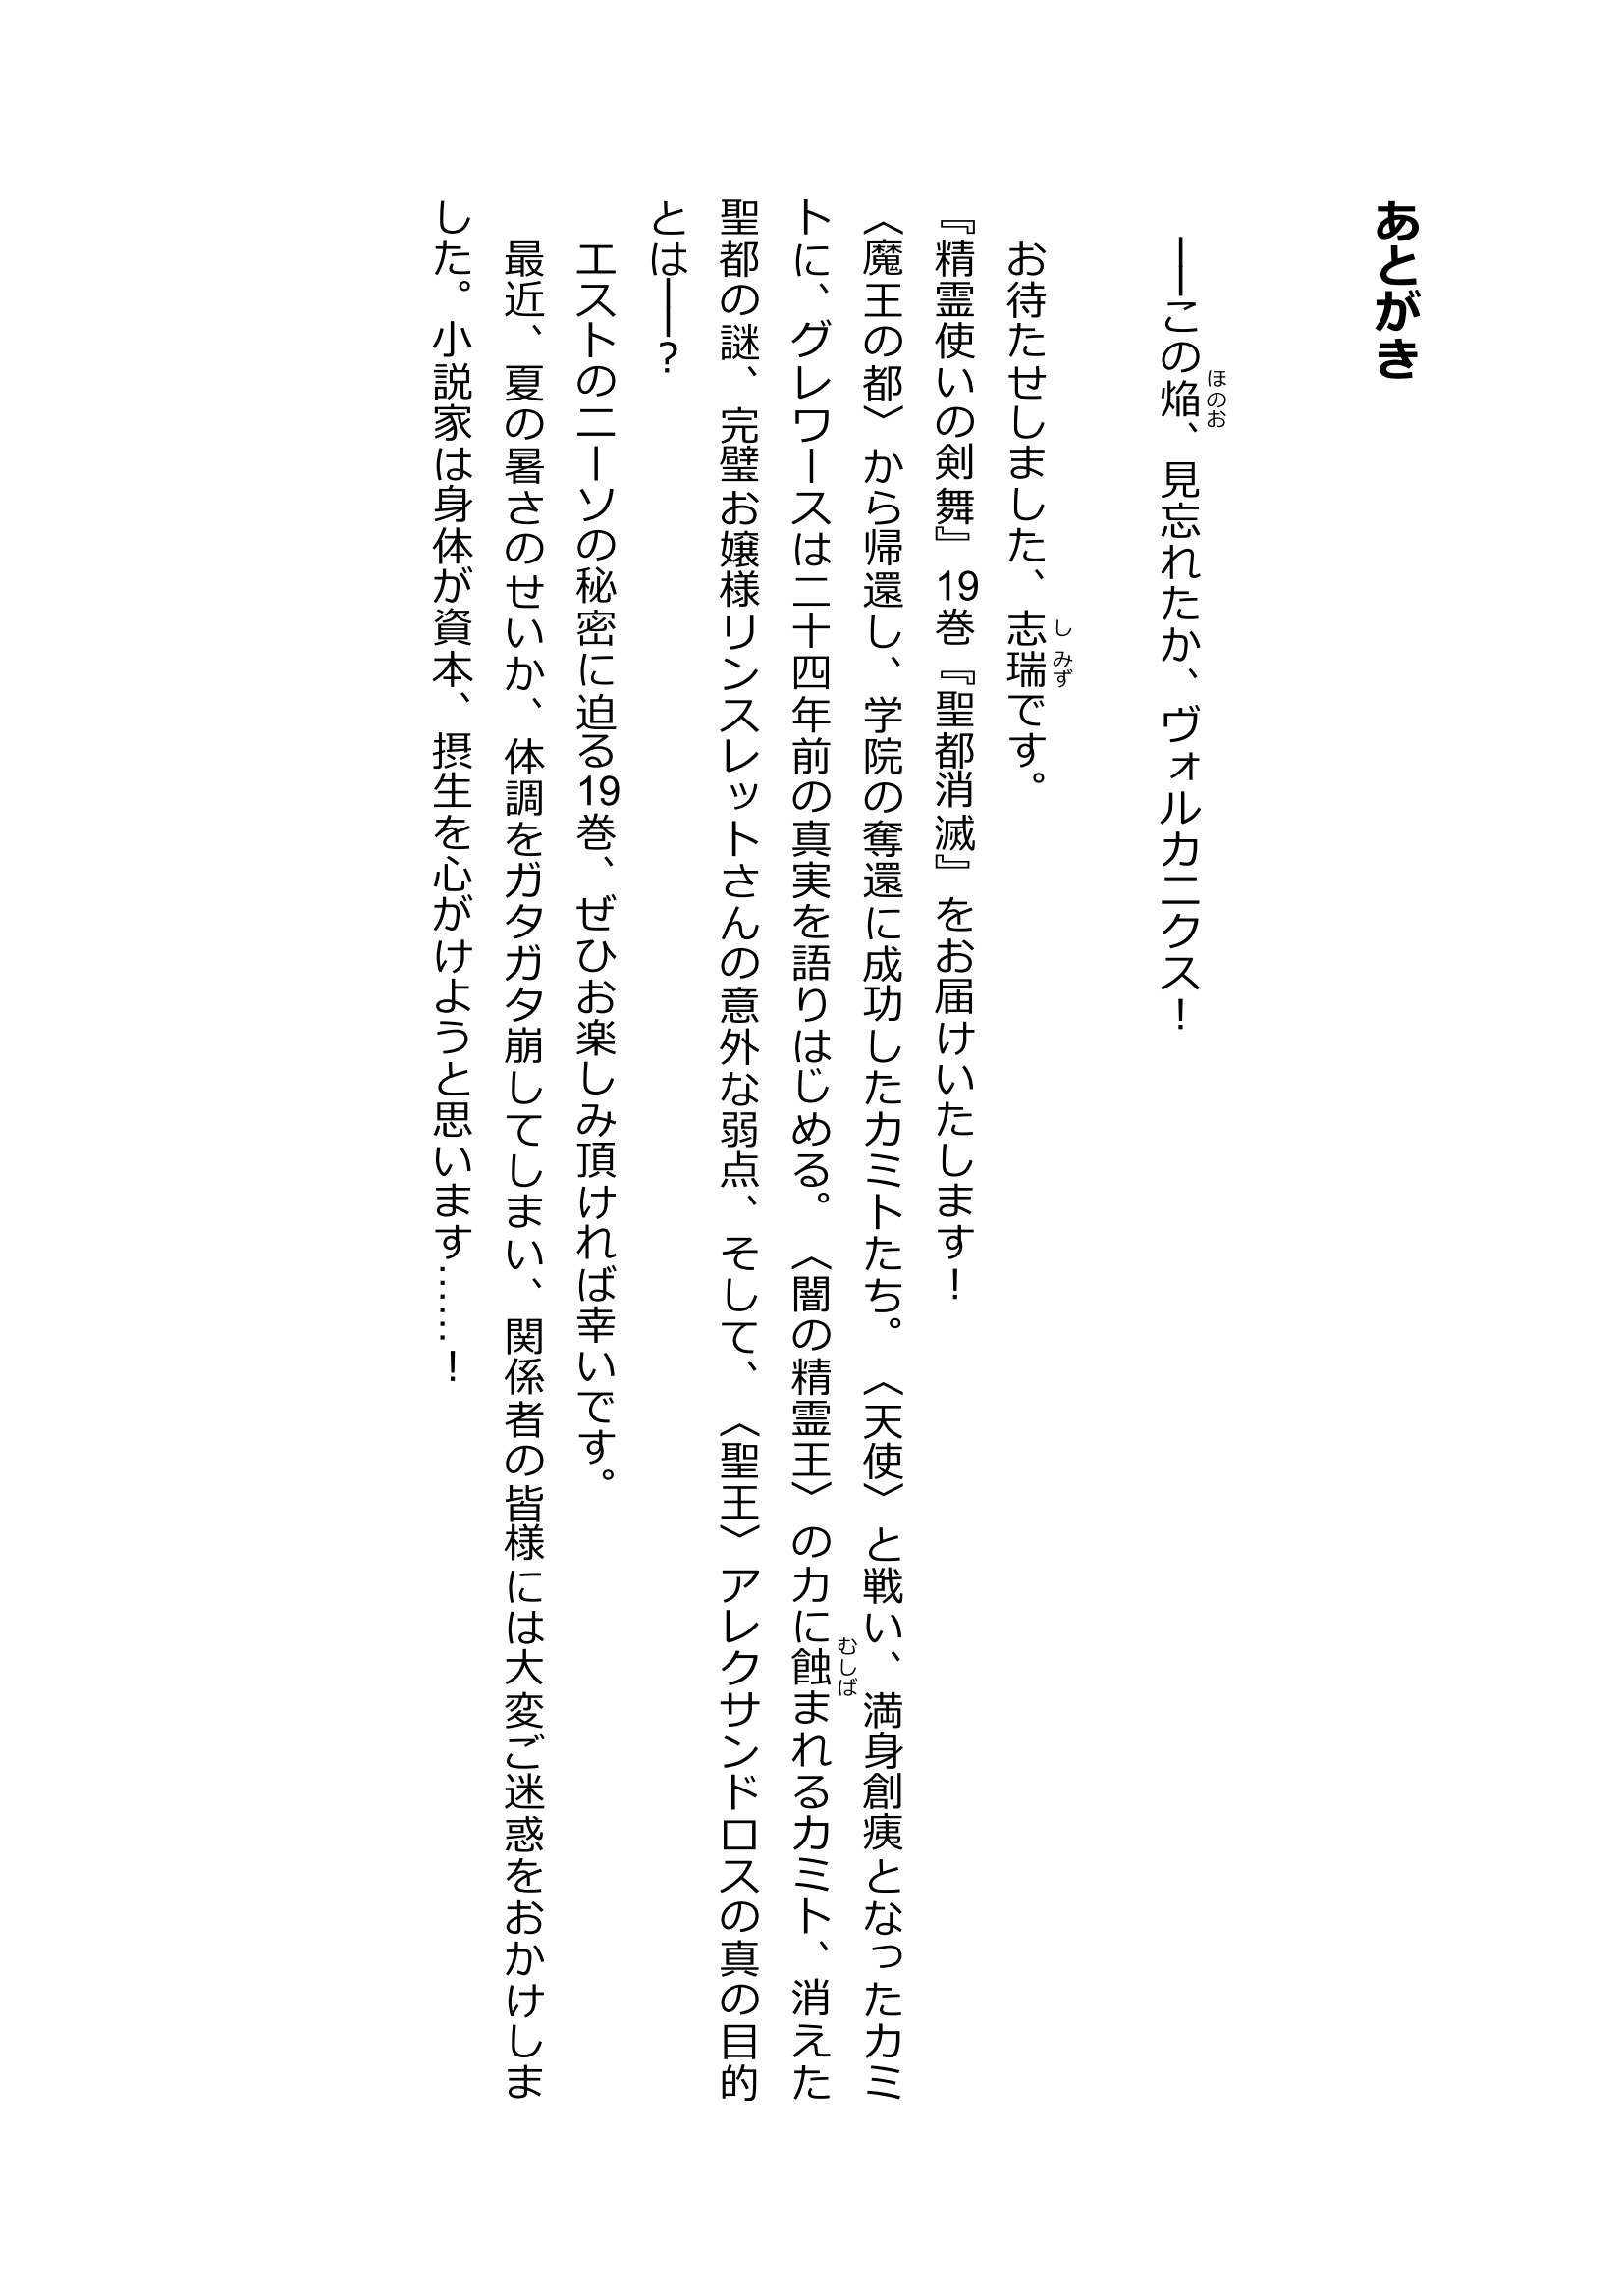 あとがき
――この焔、見忘れたか、ヴォルカニクス！
お待たせしました、志瑞です。
『精霊使いの剣舞』19巻『聖都消滅』をお届けいたします！
〈魔王の都〉から帰還し、学院の奪還に成功したカミトたち。〈天使〉と戦い、満身創痍となったカミ
トに、グレワースは二十四年前の真実を語りはじめる。〈闇の精霊王〉の力に蝕まれるカミト、消えた
聖都の謎、完璧お嬢様リンスレットさんの意外な弱点、そして、〈聖王〉アレクサンドロスの真の目的
とは――？
エストのニーソの秘密に迫る19巻、ぜひお楽しみ頂ければ幸いです。
最近、夏の暑さのせいか、体調をガタガタ崩してしまい、関係者の皆様には大変ご迷惑をおかけしま
した。小説家は身体が資本、摂生を心がけようと思います……！